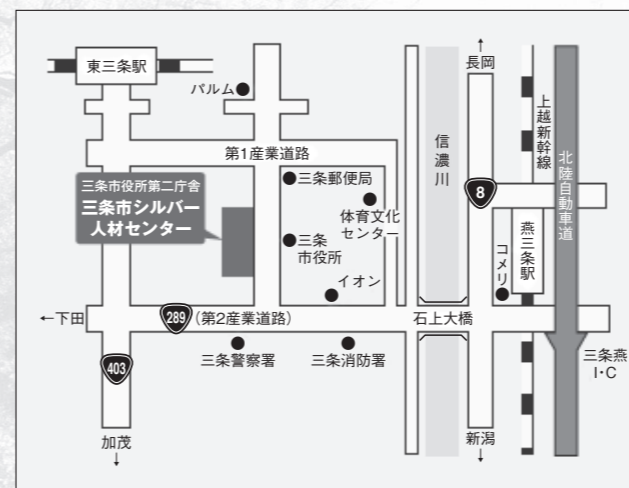 東三条駅
パルム
第1産業道路
三条市役所第二庁舎
三条市シルバー
人材センター
三条郵便局
体育文化
センター
三条
市役所
イオン
←下田
289
(第2産業道路)
石上大橋
三条警察署
三条消防署
403
加茂
↓
↑
長岡
信濃川
8
上越新幹線
北陸自動車道
燕三条駅
コメリ
三条燕
I・C
新潟
↓